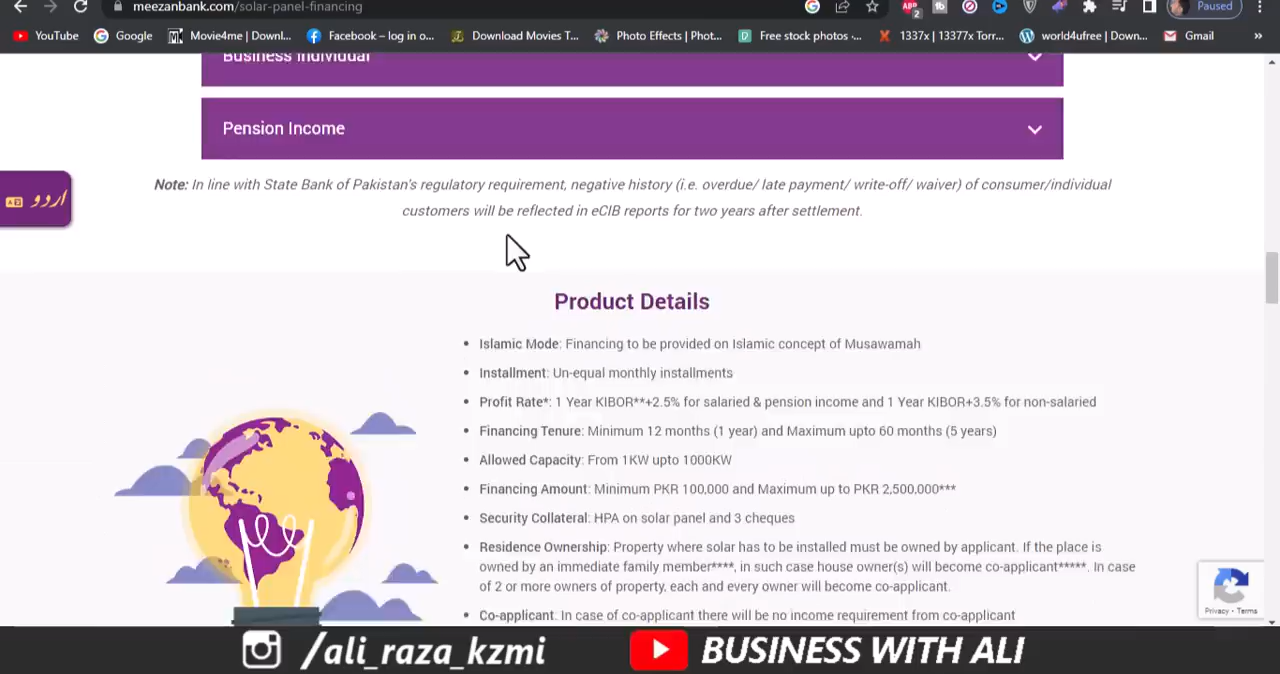 meezanbank.com/solar-panel-financing
Paused
YouTube
Google
Movie4me | Downl...
Facebook – log in o...
Download Movies T...
Photo Effects | Phot...
Free stock photos -...
1337x | 13377x Torr...
world4ufree | Down...
Gmail
»
Business Individual
Pension Income
اردو
Note: In line with State Bank of Pakistan's regulatory requirement, negative history (i.e. overdue/ late payment/ write-off/ waiver) of consumer/individual
customers will be reflected in eCIB reports for two years after settlement.
Product Details
• Islamic Mode: Financing to be provided on Islamic concept of Musawamah
• Installment: Un-equal monthly installments
• Profit Rate*: 1 Year KIBOR**+2.5% for salaried & pension income and 1 Year KIBOR+3.5% for non-salaried
• Financing Tenure: Minimum 12 months (1 year) and Maximum upto 60 months (5 years)
• Allowed Capacity: From 1KW upto 1000KW
• Financing Amount: Minimum PKR 100,000 and Maximum up to PKR 2,500,000***
• Security Collateral: HPA on solar panel and 3 cheques
• Residence Ownership: Property where solar has to be installed must be owned by applicant. If the place is
owned by an immediate family member****, in such case house owner(s) will become co-applicant*****. In case
of 2 or more owners of property, each and every owner will become co-applicant.
• Co-applicant: In case of co-applicant there will be no income requirement from co-applicant
Privacy - Terms
/ali_raza_kzmi
BUSINESS WITH ALI